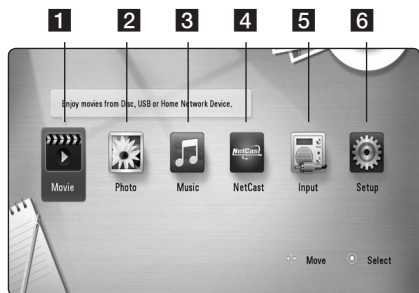 1 2 3 4 5 6
Enjoy movies from Disc, USB or Home Network Device.
NetCast
Movie Photo Music NetCast Input Setup
Move Select